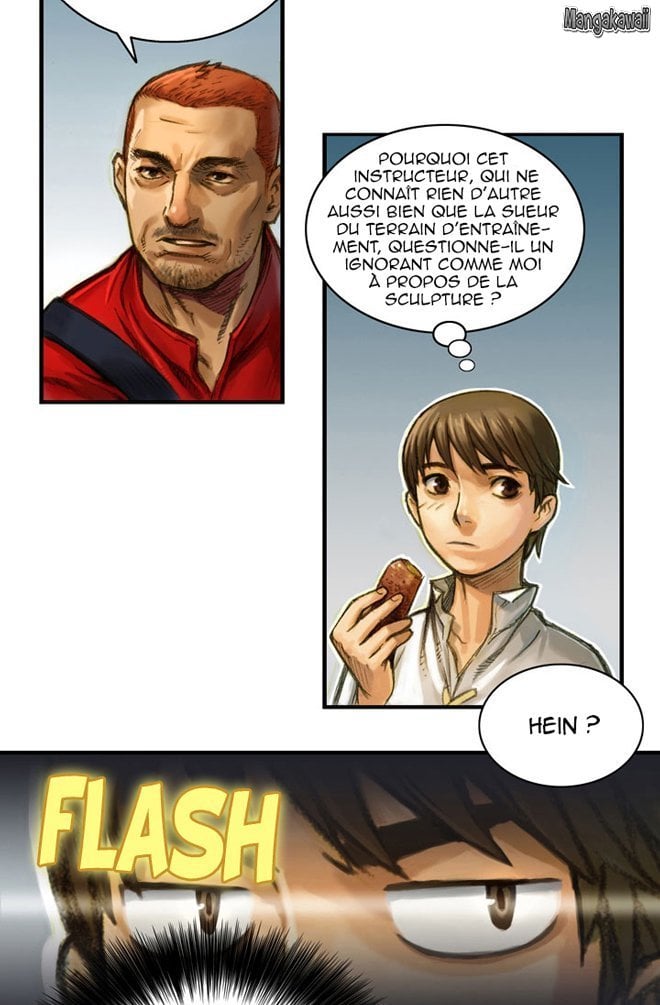 Mangakawaii
POURQUOI CET
INSTRUCTEUR, QUI NE
CONNAÎT RIEN D'AUTRE
AUSSI BIEN QUE LA SUEUR
DU TERRAIN D'ENTRAÎNE-
MENT, QUESTIONNE-IL UN
IGNORANT COMME MOI
À PROPOS DE LA
SCULPTURE ?
HEIN ?
FLASH